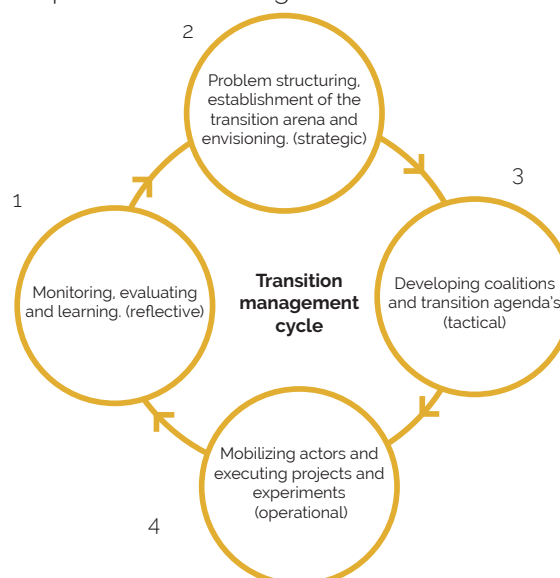 2
Problem structuring,
establishment of the
transition arena and
envisioning. (strategic)
3
1
Transition
management
cycle
Developing coalitions
and transition agenda's
(tactical)
Monitoring, evaluating
and learning. (reflective)
Mobilizing actors and
executing projects and
experiments
(operational)
4